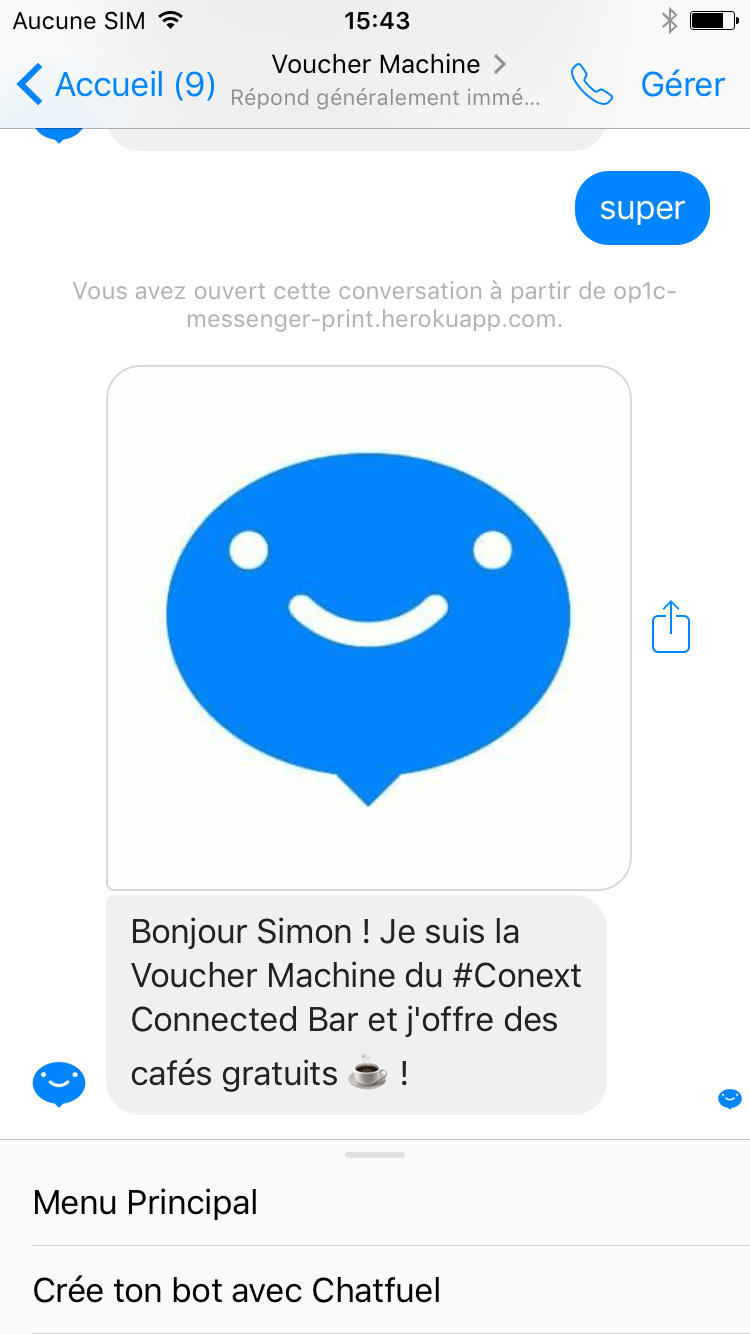 Aucune SIM 15:43
Accueil (9) Voucher Machine Gérer
Répond généralement immé...
super
Vous avez ouvert cette conversation à partir de op1c-
messenger-print.herokuapp.com.
Bonjour Simon ! Je suis la
Voucher Machine du #Conext
Connected Bar et j'offre des
cafés gratuits ☕ !
Menu Principal
Crée ton bot avec Chatfuel